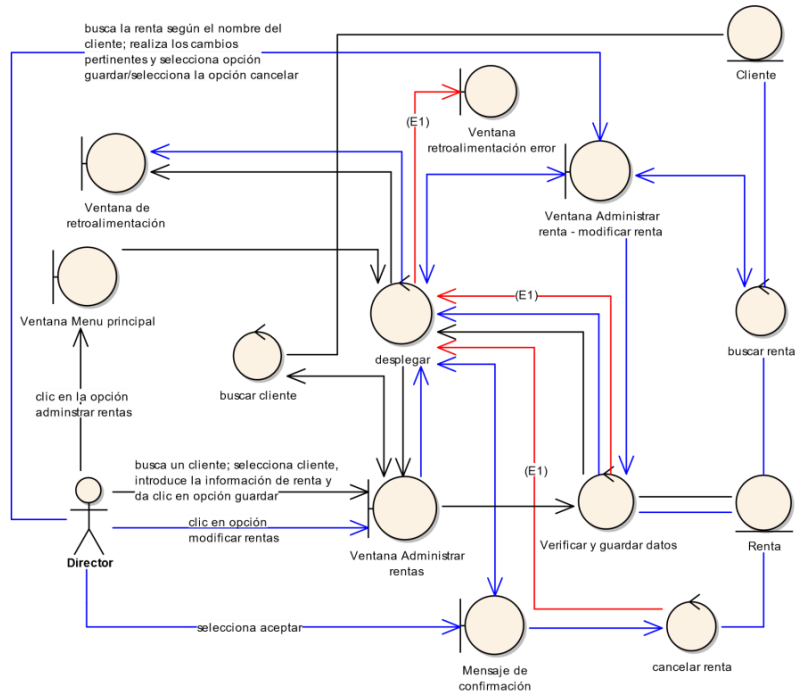 busca la renta según el nombre del
cliente; realiza los cambios
pertinentes y selecciona opción
guardar/selecciona la opción cancelar
Cliente
(E1)
Ventana
retroalimentación error
Ventana de
retroalimentación
Ventana Administrar
renta - modificar renta
Ventana Menu principal
(E1)
desplegar
buscar renta
buscar cliente
clic en la opción
adminstrar rentas
busca un cliente; selecciona cliente,
introduce la información de renta y
da clic en opción guardar
(E1)
clic en opción
modificar rentas
Ventana Administrar
rentas
Verificar y guardar datos
Renta
Director
selecciona aceptar
Mensaje de
confirmación
cancelar renta